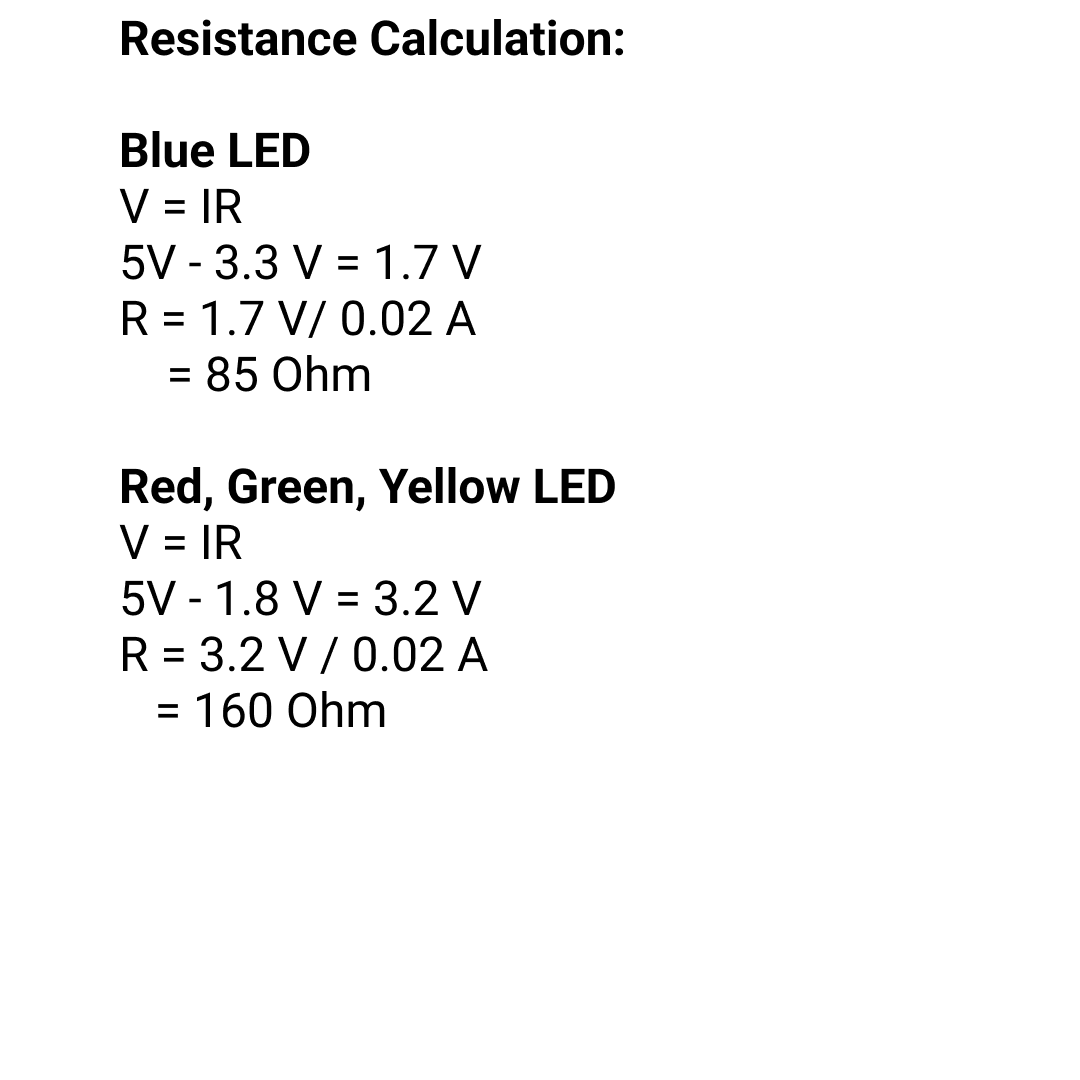 Resistance Calculation:
Blue LED
V = IR
5V - 3.3 V = 1.7 V
R = 1.7 V/ 0.02 A
= 85 Ohm
Red, Green, Yellow LED
V = IR
5V - 1.8 V = 3.2 V
R = 3.2 V / 0.02 A
= 160 Ohm